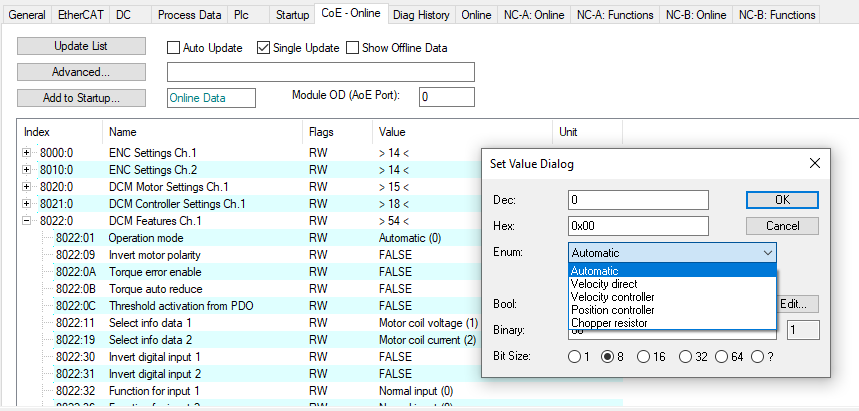 General EtherCAT DC Process Data Plc Startup CoE - Online Diag History Online NC-A: Online NC-A: Functions NC-B: Online NC-B: Functions
Update List Auto Update Single Update Show Offline Data
Advanced...
Add to Startup... Online Data Module OD (AoE Port): 0
Index Name Flags Value Unit
8000:0 ENC Settings Ch.1 RW > 14 <
8010:0 ENC Settings Ch.2 RW > 14 <
8020:0 DCM Motor Settings Ch.1 RW > 15 <
8021:0 DCM Controller Settings Ch.1 RW > 18 <
8022:0 DCM Features Ch.1 RW > 54 <
8022:01 Operation mode RW Automatic (0)
8022:09 Invert motor polarity RW FALSE
8022:0A Torque error enable RW FALSE
8022:0B Torque auto reduce RW FALSE
8022:0C Threshold activation from PDO RW FALSE
8022:11 Select info data 1 RW Motor coil voltage (1)
8022:19 Select info data 2 RW Motor coil current (2)
8022:30 Invert digital input 1 RW FALSE
8022:31 Invert digital input 2 RW FALSE
8022:32 Function for input 1 RW Normal input (0)
8022:36 Function for input 2 RW Normal input (0)
Set Value Dialog
Dec: 0 OK
Hex: 0x00 Cancel
Enum: Automatic
Automatic
Velocity direct
Velocity controller
Position controller
Chopper resistor
Bool: Edit...
Binary: 00 1
Bit Size: 1 8 16 32 64 ?